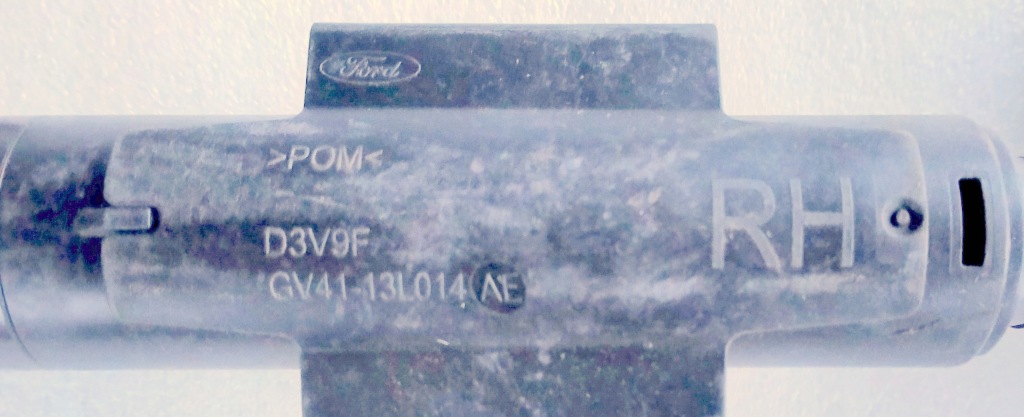 Ford
>POM<
D3V9F
GV41-13L014 AE
RH